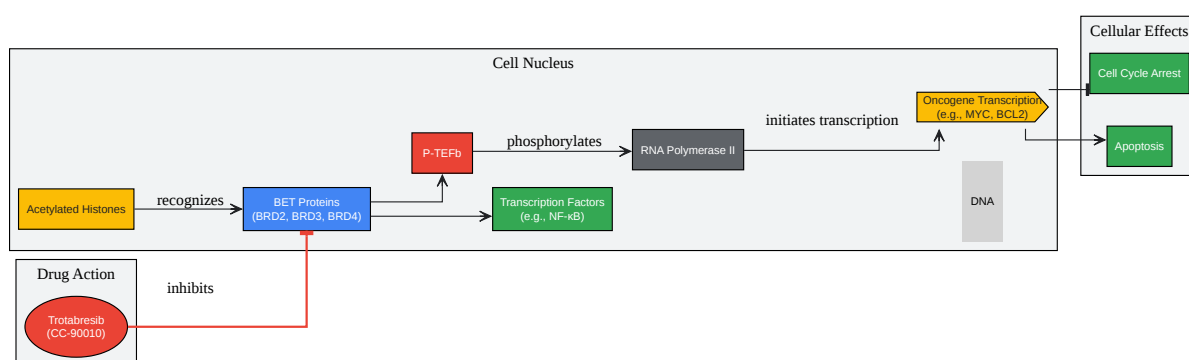 Cellular Effects
Cell Cycle Arrest
Apoptosis
Cell Nucleus
Oncogene Transcription
(e.g., MYC, BCL2)
initiates transcription
RNA Polymerase II
phosphorylates
P-TEFb
DNA
Acetylated Histones
recognizes
BET Proteins
(BRD2, BRD3, BRD4)
Transcription Factors
(e.g., NF-κB)
Drug Action
inhibits
Trotabresib
(CC-90010)